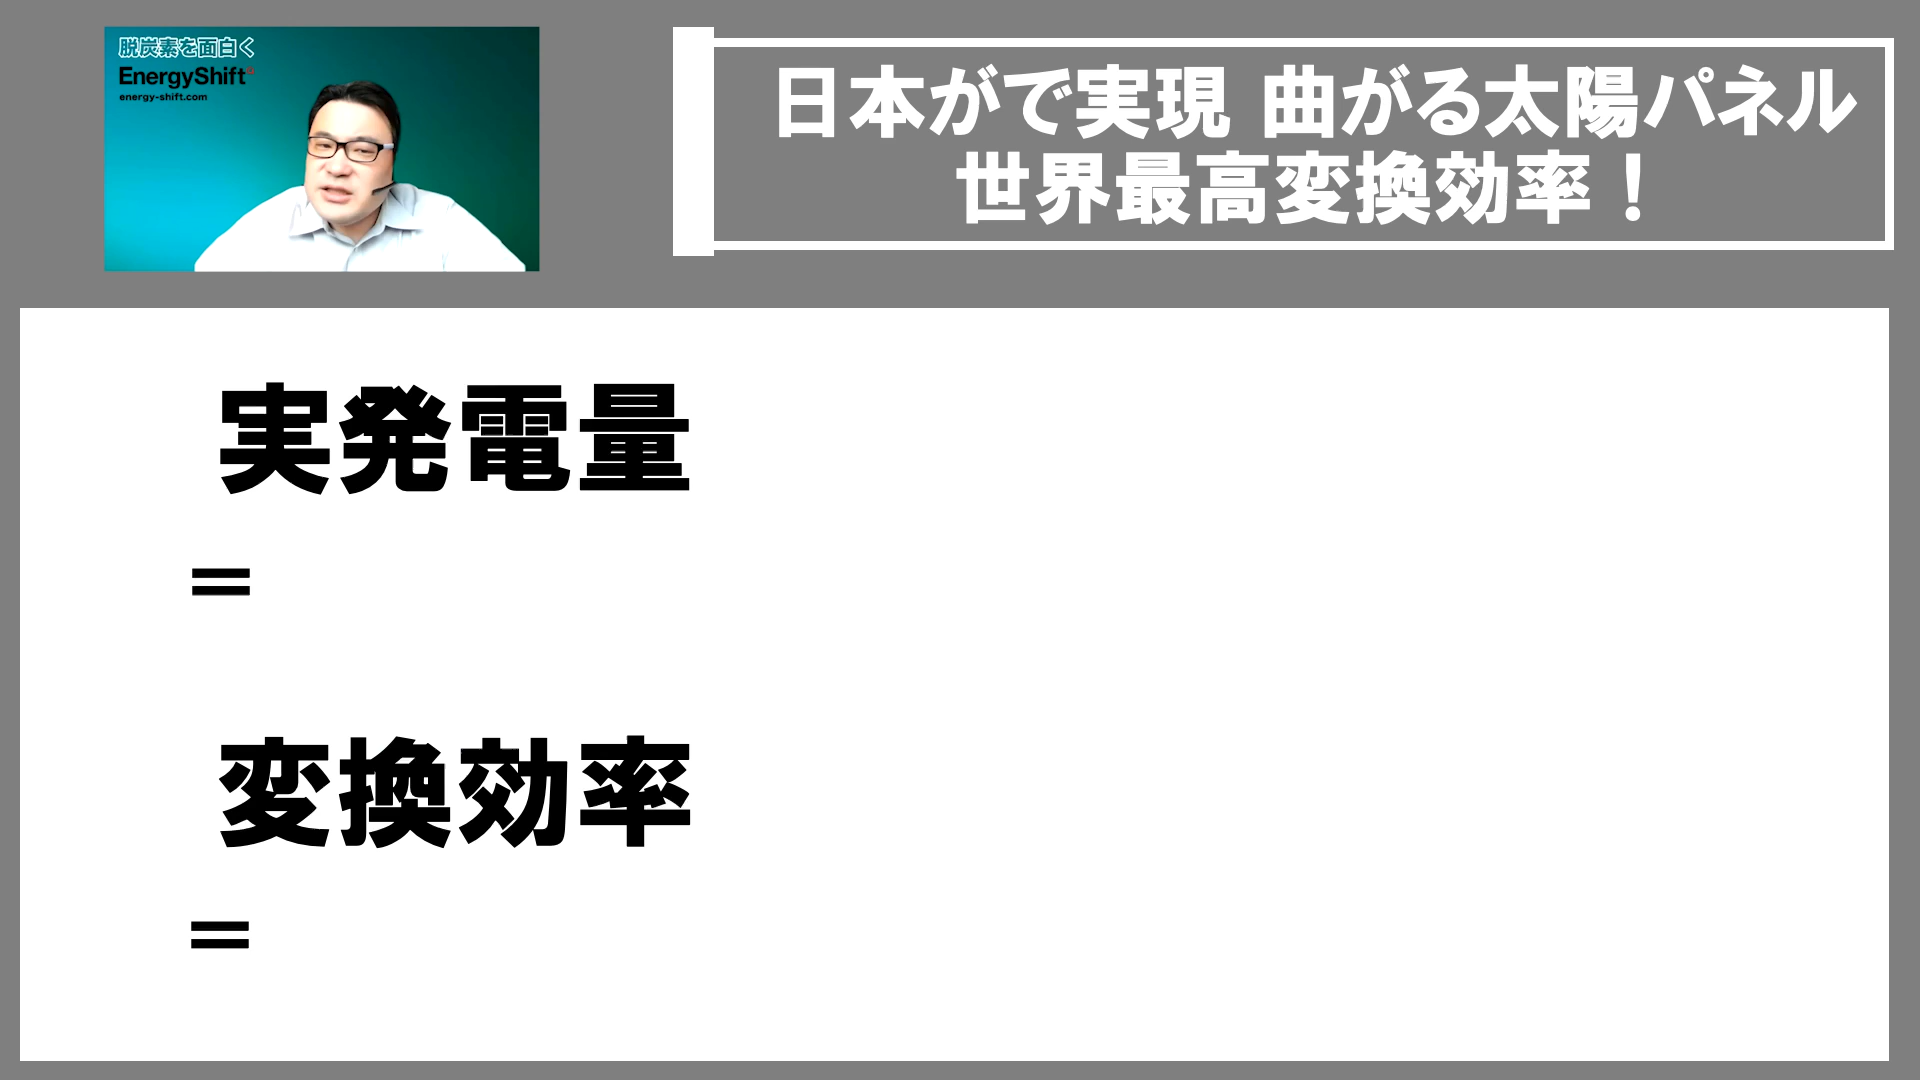 脱炭素を面白く
EnergyShift
energy-shift.com
日本がで実現 曲がる太陽パネル
世界最高変換効率！
実発電量
＝
変換効率
＝